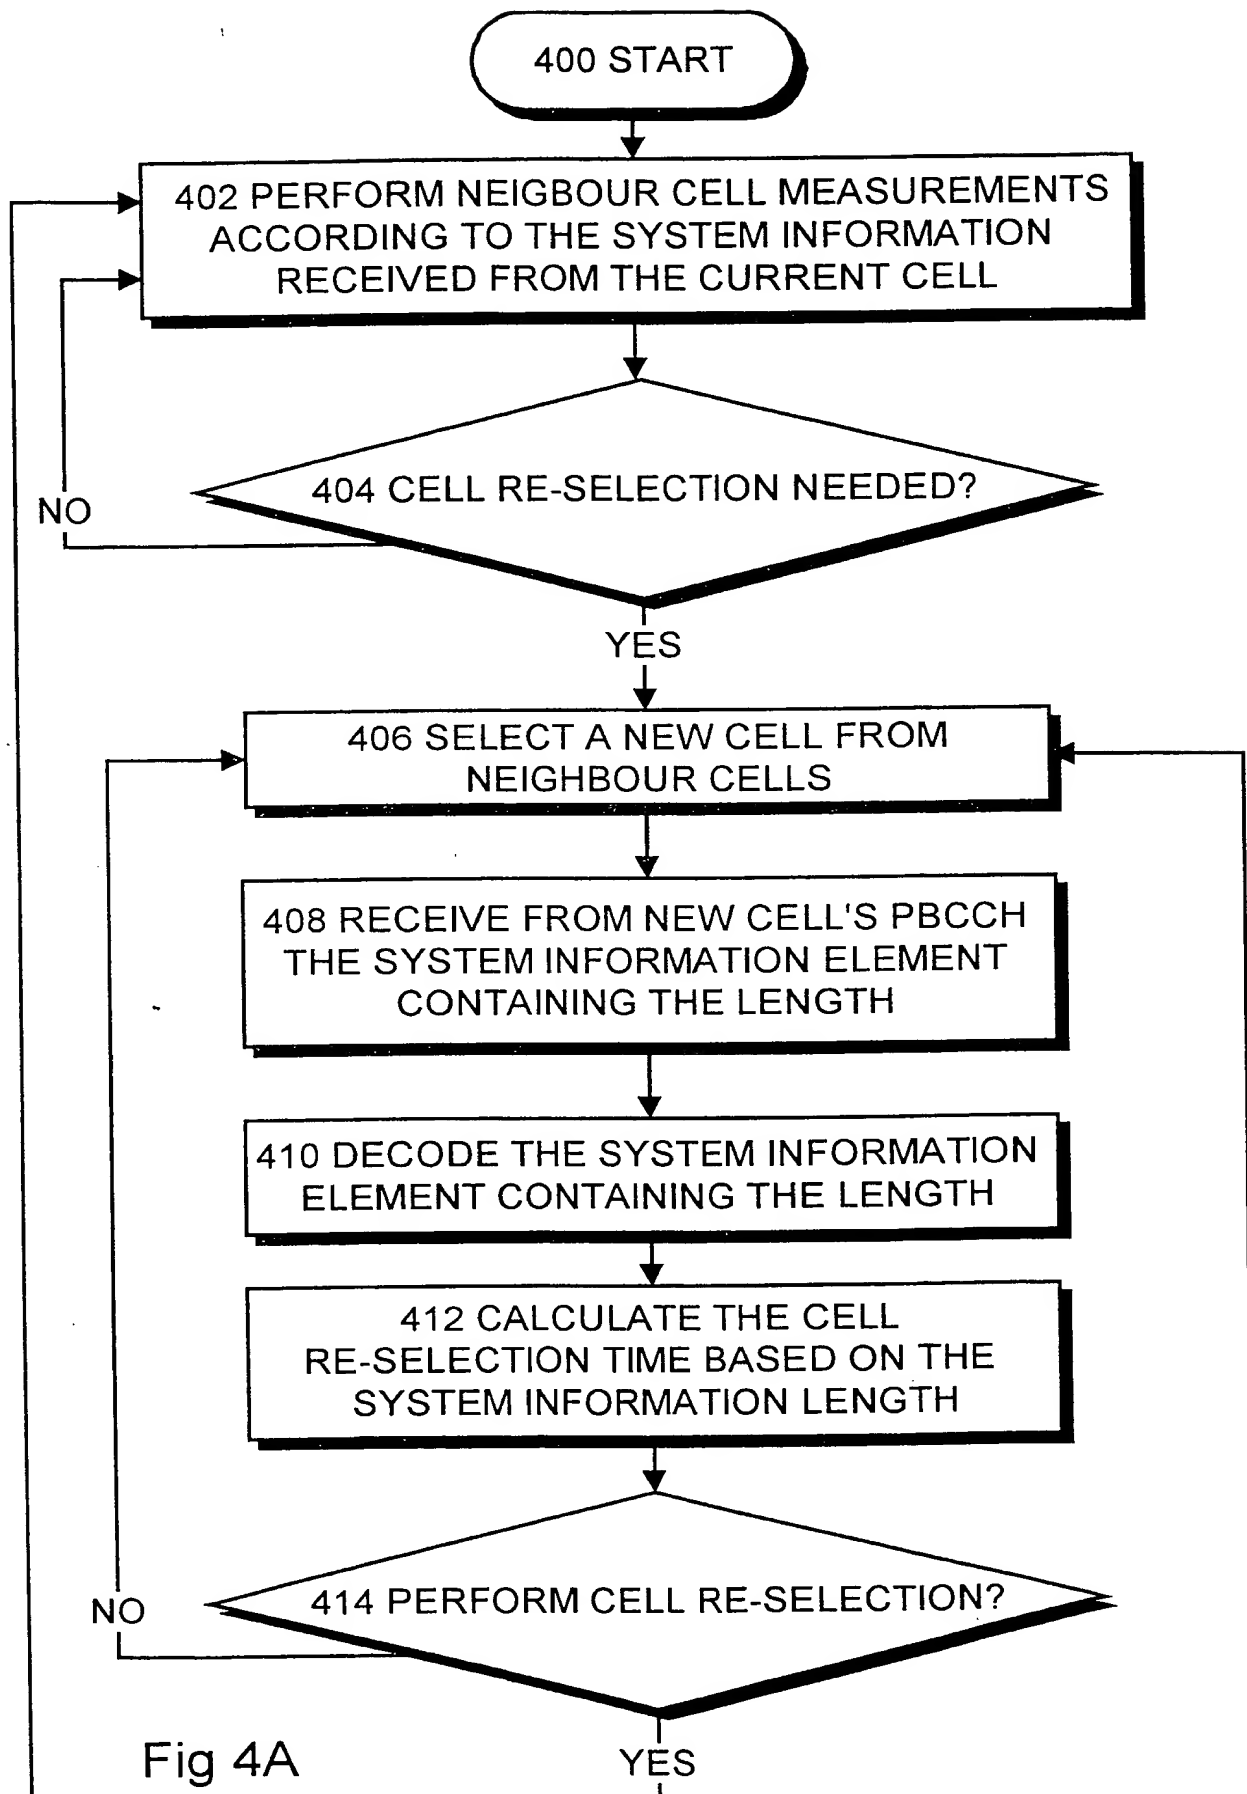 400 START
402 PERFORM NEIGBOUR CELL MEASUREMENTS
ACCORDING TO THE SYSTEM INFORMATION
RECEIVED FROM THE CURRENT CELL
404 CELL RE-SELECTION NEEDED?
NO
YES
406 SELECT A NEW CELL FROM
NEIGHBOUR CELLS
408 RECEIVE FROM NEW CELL'S PBCCH
THE SYSTEM INFORMATION ELEMENT
CONTAINING THE LENGTH
410 DECODE THE SYSTEM INFORMATION
ELEMENT CONTAINING THE LENGTH
412 CALCULATE THE CELL
RE-SELECTION TIME BASED ON THE
SYSTEM INFORMATION LENGTH
414 PERFORM CELL RE-SELECTION?
NO
YES
Fig 4A